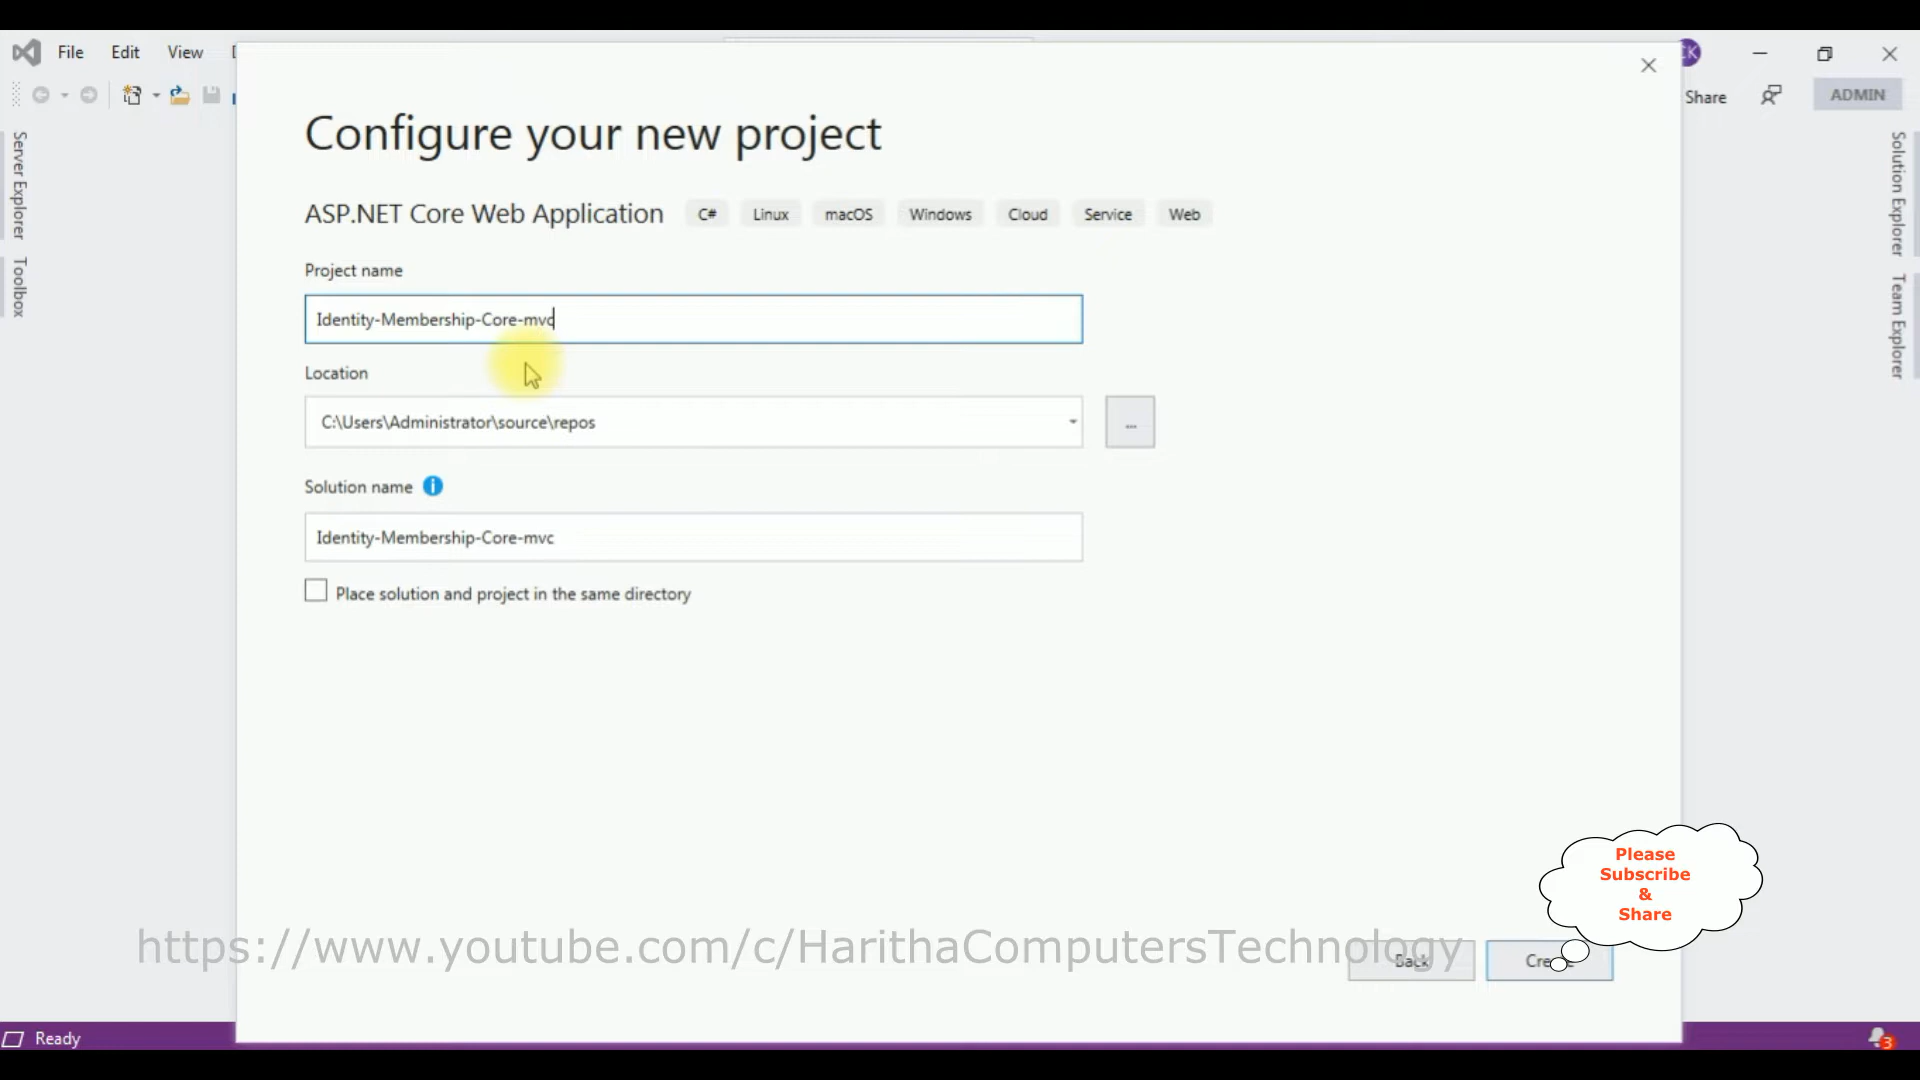 File Edit View
Share
ADMIN
Server Explorer
Toolbox
Solution Explorer
Team Explorer
Configure your new project
ASP.NET Core Web Application C# Linux macOS Windows Cloud Service Web
Project name
Identity-Membership-Core-mvc
Location
C:\Users\Administrator\source\repos
...
Solution name
Identity-Membership-Core-mvc
Place solution and project in the same directory
Please
Subscribe
&
Share
https://www.youtube.com/c/HarithaComputersTechnology
Back
Ready
3